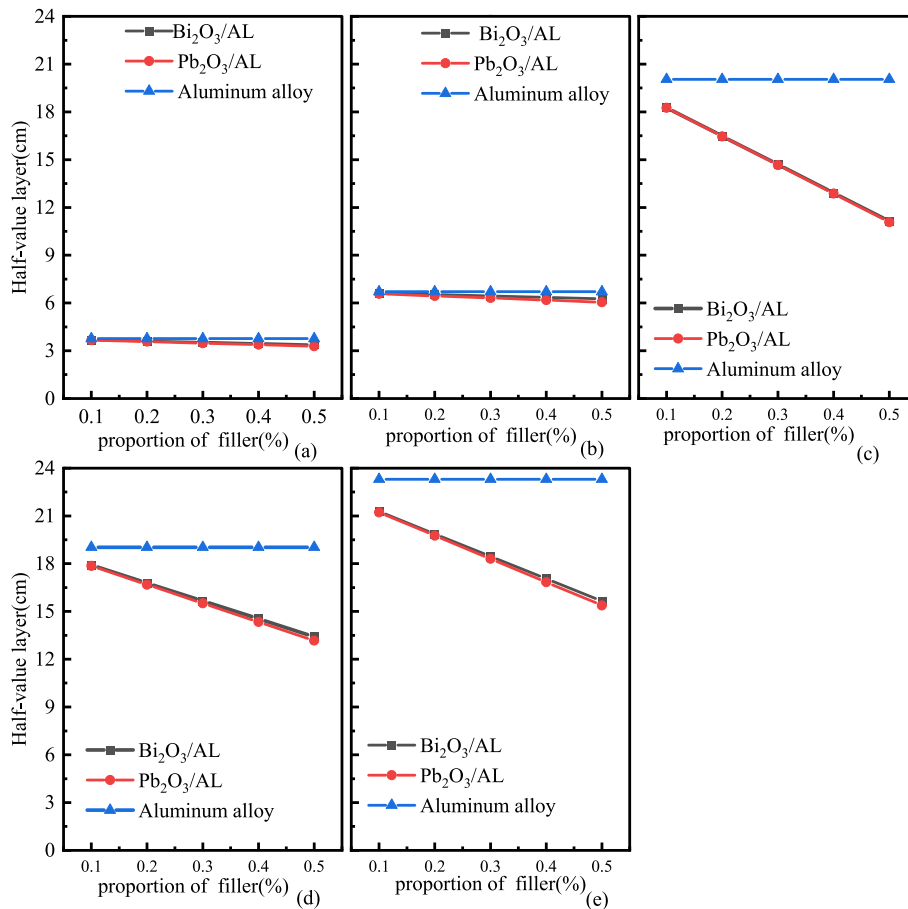 24
21
18
15
12
9
6
3
0
Half-value layer(cm)
Bi₂O₃/AL
Pb₂O₃/AL
Aluminum alloy
0.1 0.2 0.3 0.4 0.5
proportion of filler(%)
(a)
Bi₂O₃/AL
Pb₂O₃/AL
Aluminum alloy
0.1 0.2 0.3 0.4 0.5
proportion of filler(%)
(b)
Bi₂O₃/AL
Pb₂O₃/AL
Aluminum alloy
0.1 0.2 0.3 0.4 0.5
proportion of filler(%)
(c)
24
21
18
15
12
9
6
3
0
Half-value layer(cm)
Bi₂O₃/AL
Pb₂O₃/AL
Aluminum alloy
0.1 0.2 0.3 0.4 0.5
proportion of filler(%)
(d)
Bi₂O₃/AL
Pb₂O₃/AL
Aluminum alloy
0.1 0.2 0.3 0.4 0.5
proportion of filler(%)
(e)